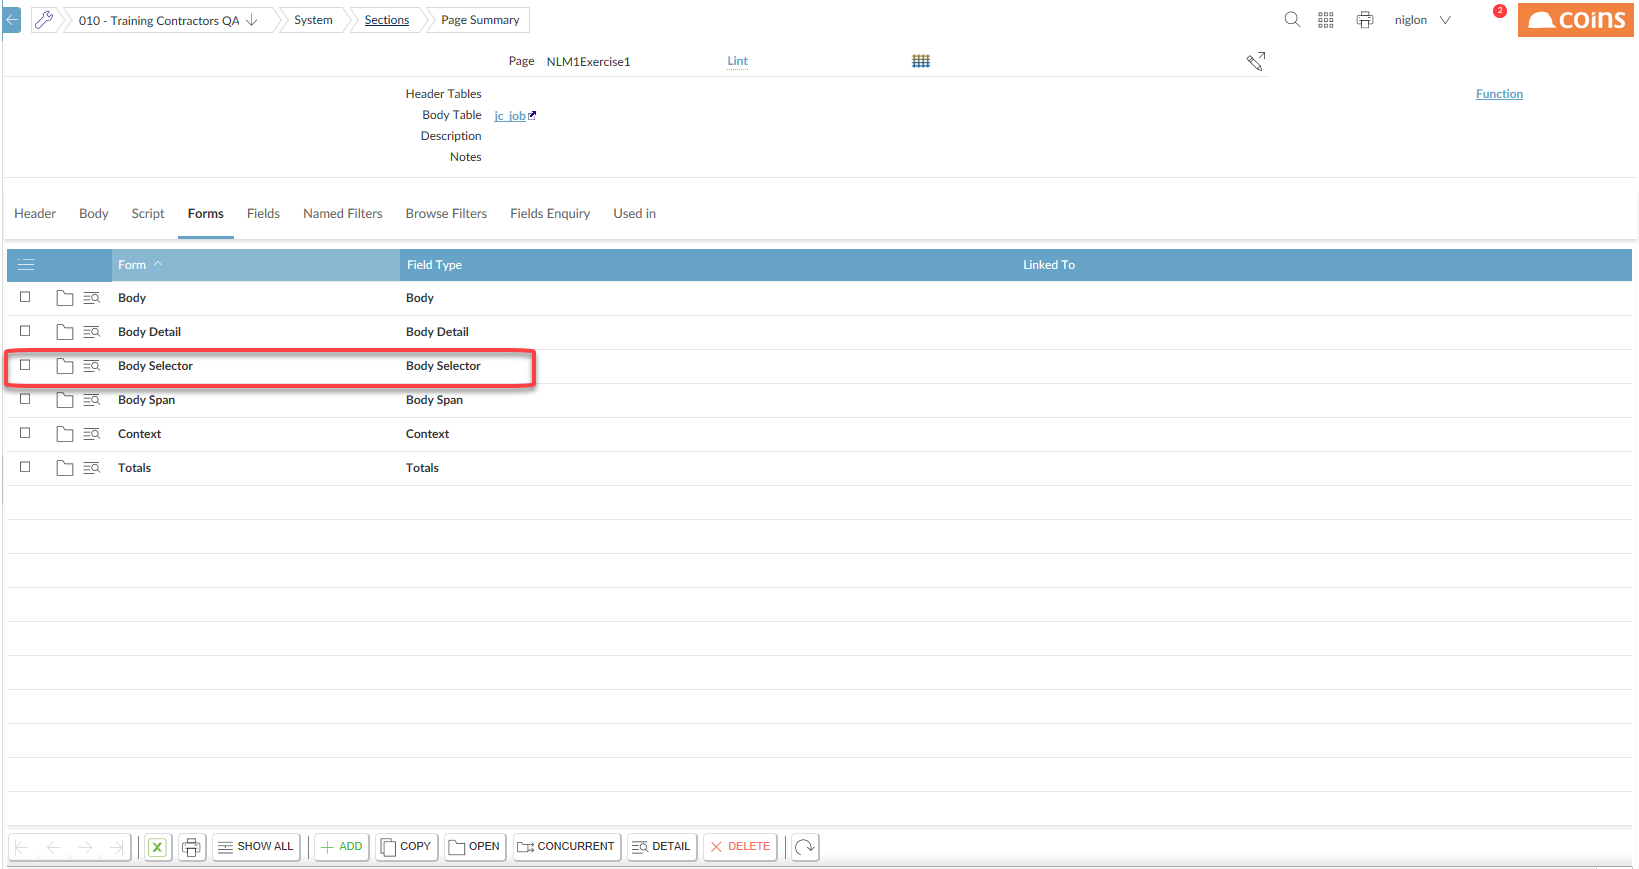 010 - Training Contractors QA System Sections Page Summary niglon 2 coins
Page NLM1Exercise1 Lint
Header Tables Function
Body Table jc_job
Description
Notes
Header Body Script Forms Fields Named Filters Browse Filters Fields Enquiry Used in
Form Field Type Linked To
Body Body
Body Detail Body Detail
Body Selector Body Selector
Body Span Body Span
Context Context
Totals Totals
SHOW ALL ADD COPY OPEN CONCURRENT DETAIL DELETE